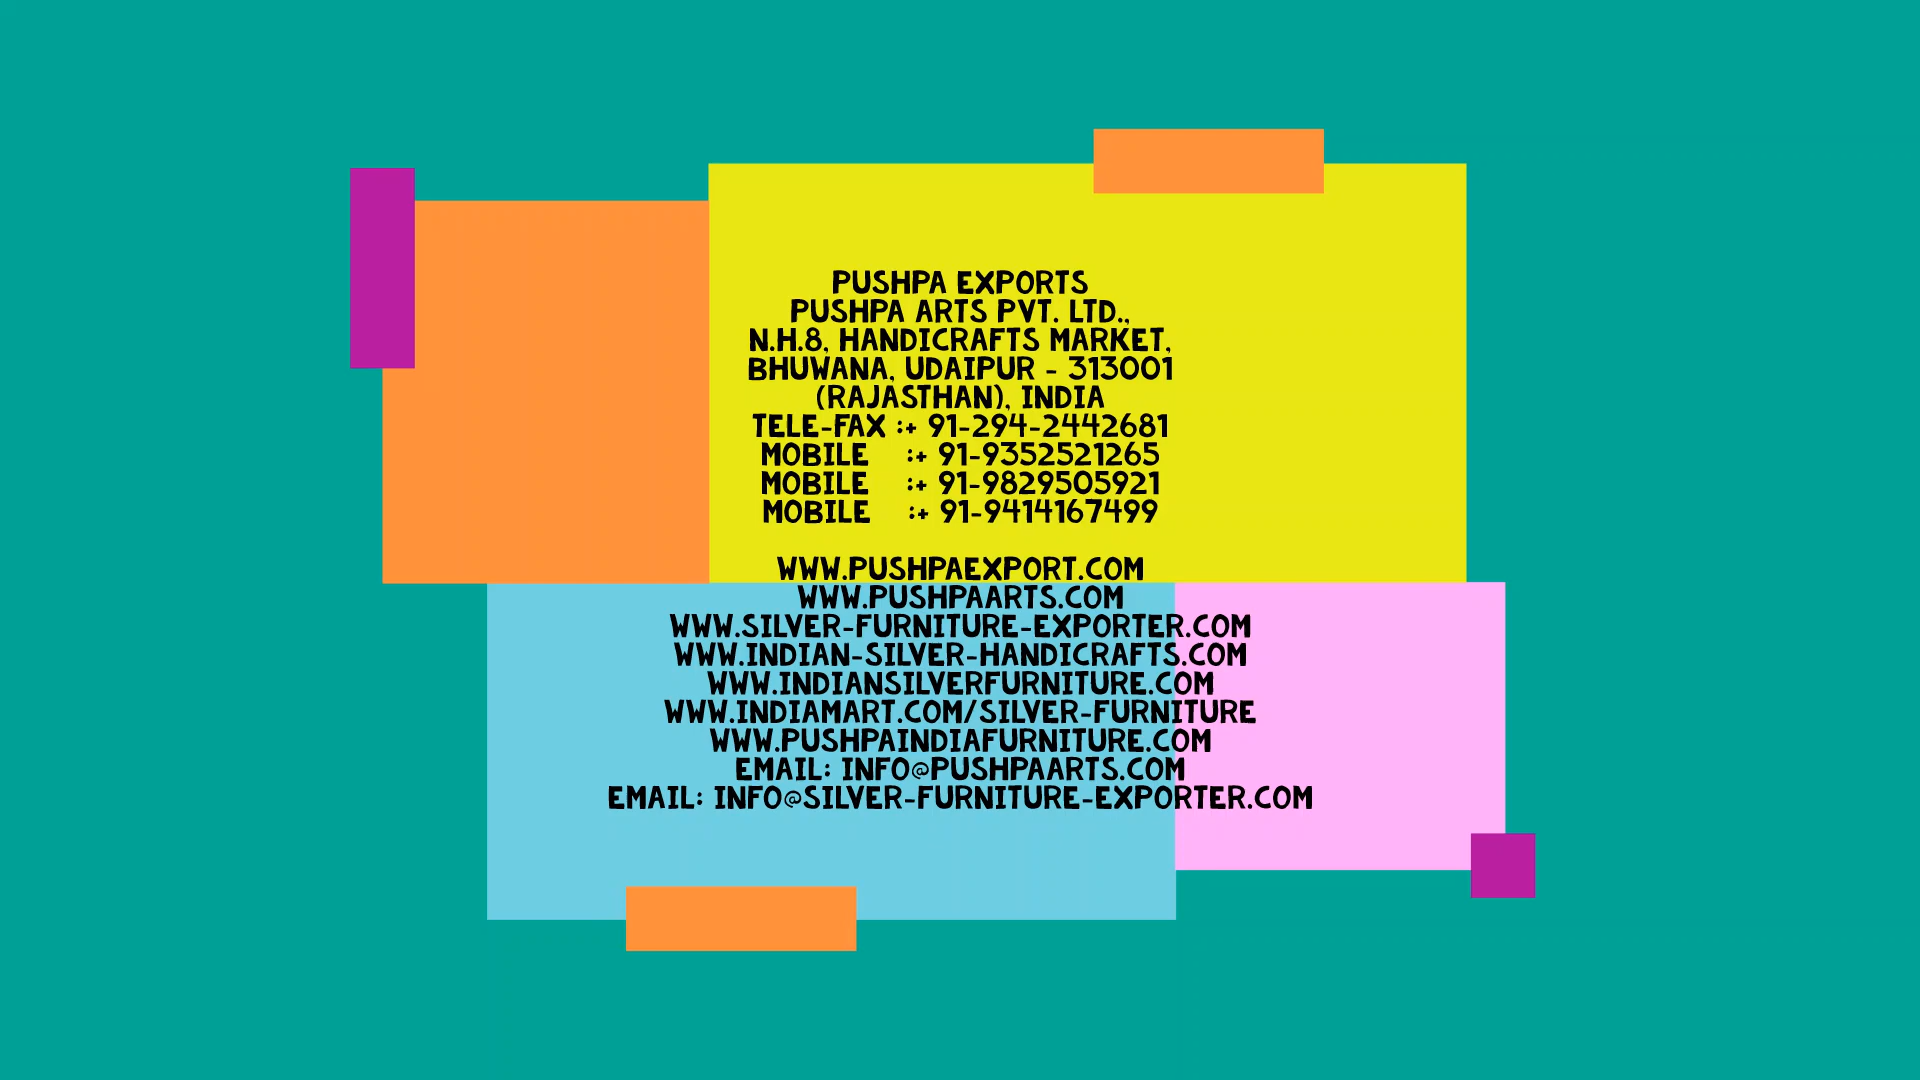 PUSHPA EXPORTS
PUSHPA ARTS PVT. LTD.,
N.H.8, HANDICRAFTS MARKET,
BHUWANA, UDAIPUR - 313001
(RAJASTHAN), INDIA
TELE-FAX :+ 91-294-2442681
MOBILE :+ 91-9352521265
MOBILE :+ 91-9829505921
MOBILE :+ 91-9414167499
WWW.PUSHPAEXPORT.COM
WWW.PUSHPAARTS.COM
WWW.SILVER-FURNITURE-EXPORTER.COM
WWW.INDIAN-SILVER-HANDICRAFTS.COM
WWW.INDIANSILVERFURNITURE.COM
WWW.INDIAMART.COM/SILVER-FURNITURE
WWW.PUSHPAINDIAFURNITURE.COM
EMAIL: INFO@PUSHPAARTS.COM
EMAIL: INFO@SILVER-FURNITURE-EXPORTER.COM